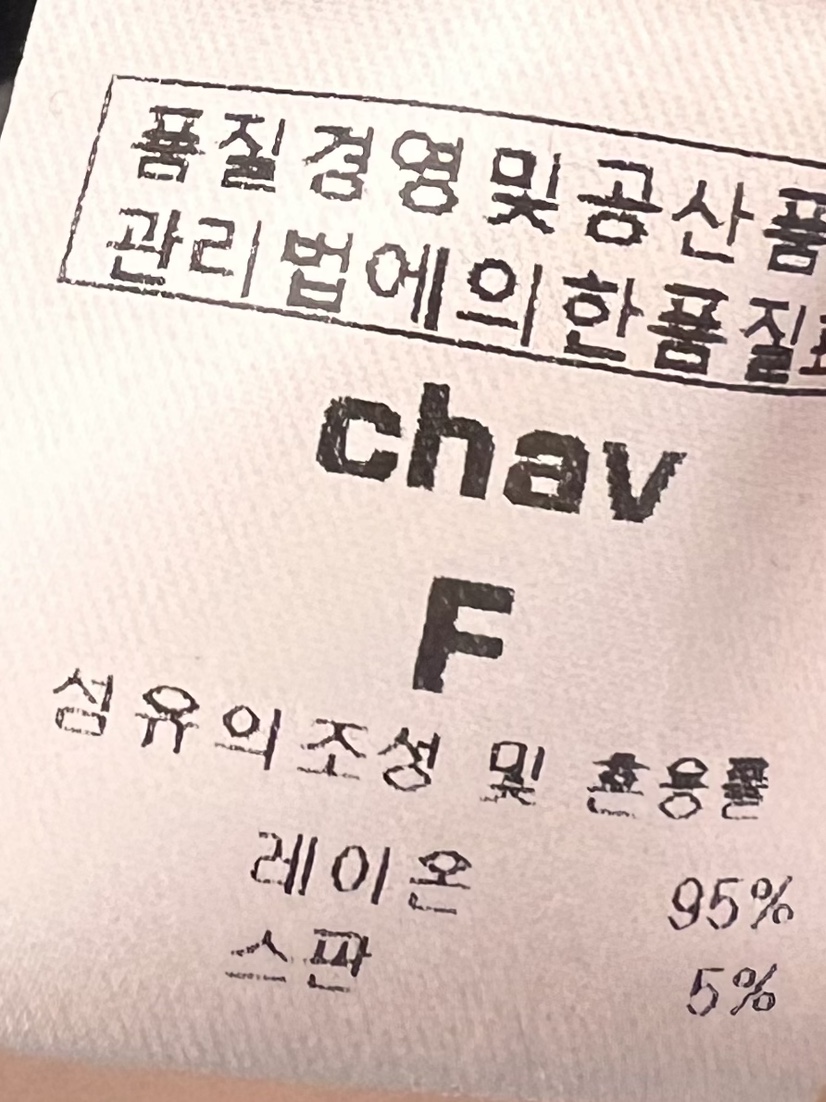 품질경영및공산품
관리법에의한품질
chav
F
섬유의조성 및 혼용률
레이온 95%
스판 5%